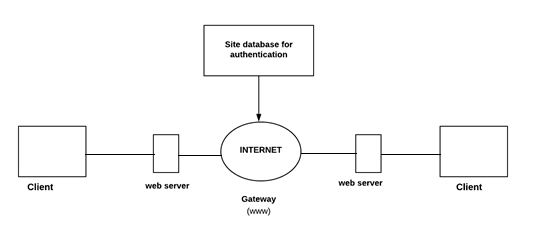 Site database for
authentication
INTERNET
Client
web server
web server
Client
Gateway
(www)